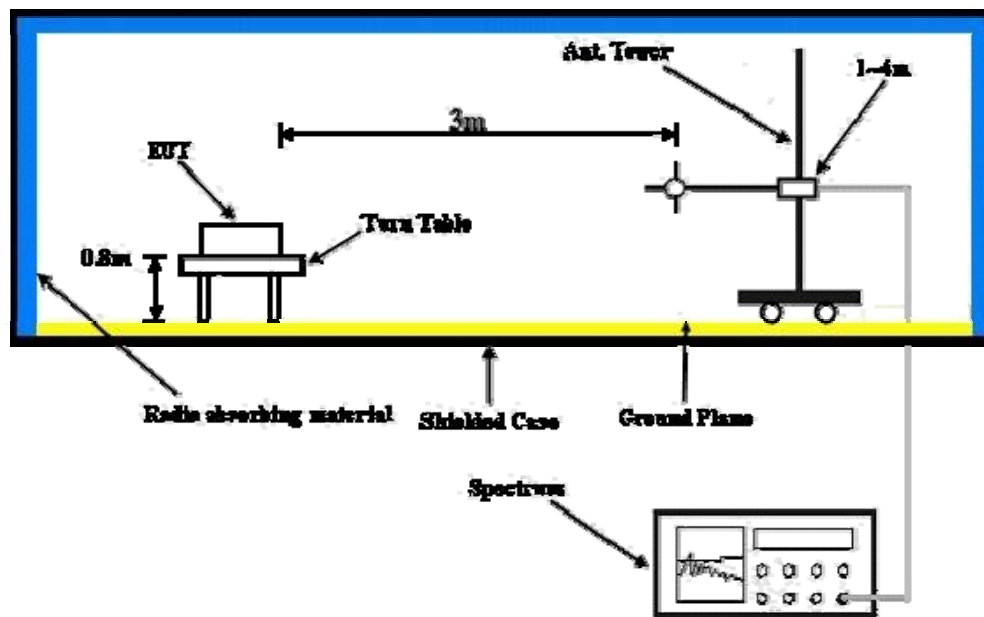 Ant. Tower
1~4m
3m
EUT
Turn Table
0.8m
Radio absorbing material
Shielded Case
Ground Plane
Spectrum